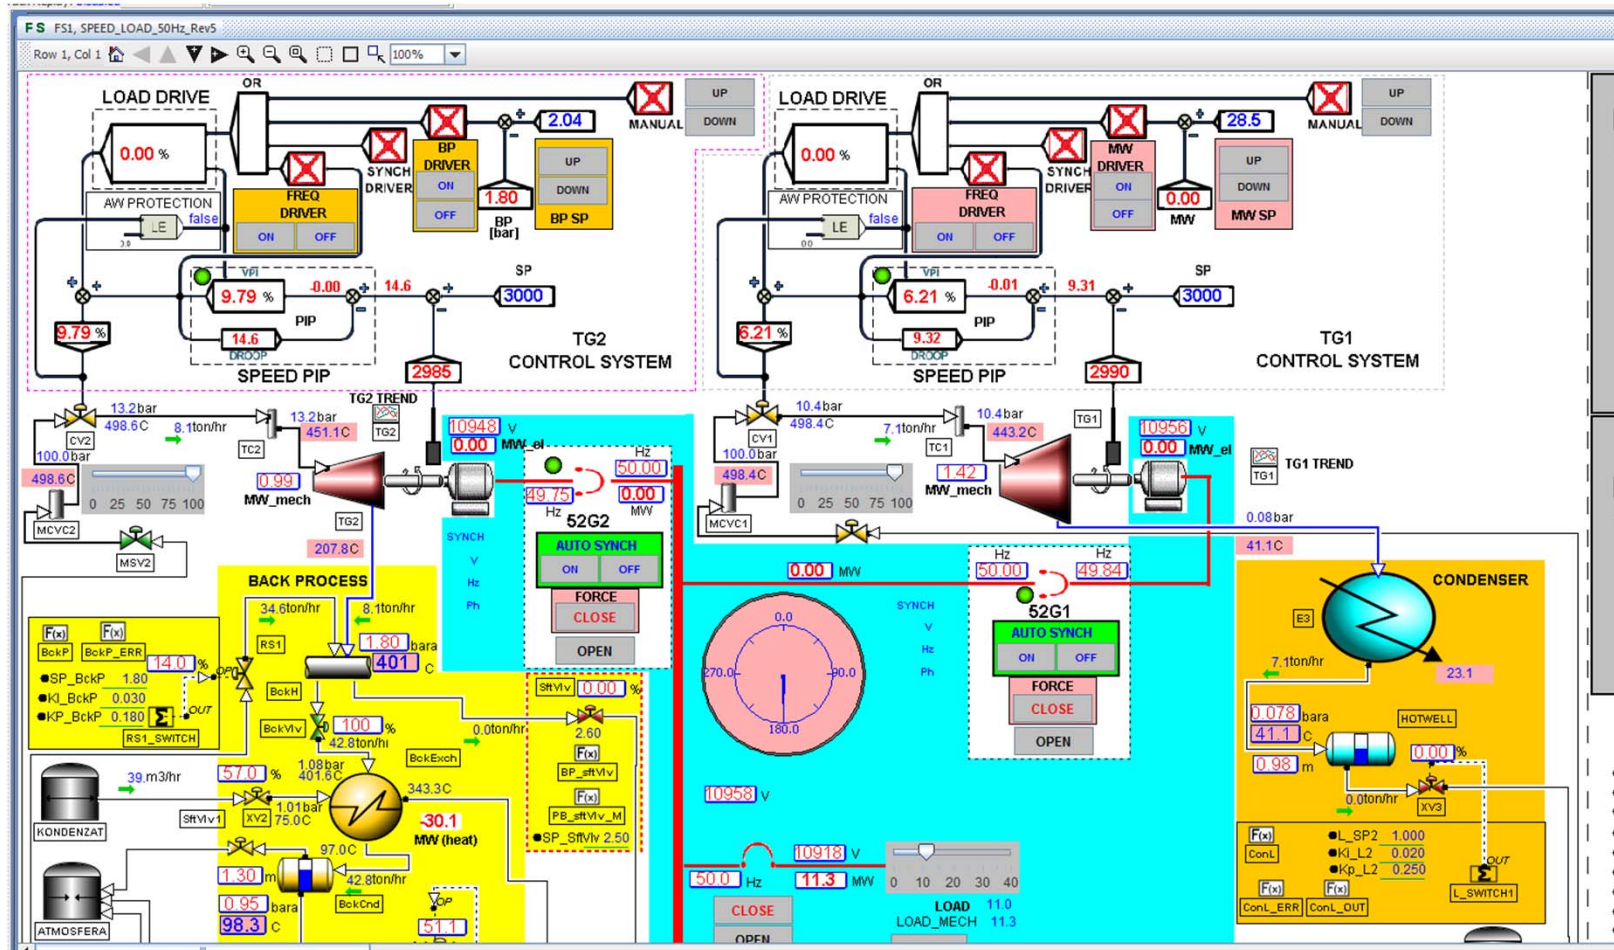 FS FS1, SPEED_LOAD_50Hz_Rev5
Row 1, Col 1 100%
LOAD DRIVE
OR
0.00 %
MANUAL
UP
DOWN
SYNCH DRIVER
BP DRIVER
ON
OFF
2.04
1.80
BP [bar]
UP
DOWN
BP SP
FREQ DRIVER
ON OFF
AW PROTECTION
LE
false
0.0
VPI
9.79 %
-0.00
14.6
SP
3000
PIP
14.6
DROOP
SPEED PIP
9.79 %
2985
TG2
CONTROL SYSTEM
LOAD DRIVE
OR
0.00 %
MANUAL
UP
DOWN
SYNCH DRIVER
MW DRIVER
ON
OFF
28.5
0.00
MW
UP
DOWN
MW SP
FREQ DRIVER
ON OFF
AW PROTECTION
LE
false
0.0
VPI
6.21 %
-0.01
9.31
SP
3000
PIP
9.32
DROOP
SPEED PIP
6.21 %
2990
TG1
CONTROL SYSTEM
13.2bar
498.6C
8.1ton/hr
CV2
TC2
13.2bar
451.1C
TG2 TREND
TG2
100.0bar
498.6C
0 25 50 75 100
MCVC2
MSV2
0.99
MW_mech
TG2
207.8C
10948 V
0.00 MW_el
Hz
50.00
49.75
Hz
0.00
MW
52G2
AUTO SYNCH
ON OFF
FORCE
CLOSE
OPEN
SYNCH
V
Hz
Ph
10.4bar
498.4C
7.1ton/hr
CV1
TC1
10.4bar
443.2C
TG1
100.0bar
498.4C
0 25 50 75 100
MCVC1
1.42
MW_mech
10956 V
0.00 MW_el
TG1
TG1 TREND
0.08bar
41.1C
0.00 MW
Hz
50.00
Hz
49.84
52G1
AUTO SYNCH
ON OFF
FORCE
CLOSE
OPEN
SYNCH
V
Hz
Ph
0.0
90.0
180.0
270.0
BACK PROCESS
34.6ton/hr
8.1ton/hr
RS1
1.80 bara
401 C
F(x)
BckP
F(x)
BckP_ERR
14.0 %
OP
SP_BckP 1.80
KI_BckP 0.030
KP_BckP 0.180
OUT
RS1_SWITCH
BckH
BckVlv
100 %
42.8ton/hr
0.0ton/hr
BckExch
1.08bar
401.6C
343.3C
39. m3/hr
57.0 %
KONDENZAT
SftVlv1
XV2
1.01bar
75.0C
-30.1
MW (heat)
97.0C
1.30 m
42.8ton/hr
BckCnd
0.95 bara
98.3 C
ATMOSFERA
OP
51.1
SftVlv 0.00 %
2.60
F(x)
BP_sftVlv
F(x)
PB_sftVlv_M
SP_SftVlv 2.50
10958 V
10918 V
50.0 Hz
11.3 MW
0 10 20 30 40
LOAD 11.0
LOAD_MECH 11.3
CLOSE
OPEN
CONDENSER
E3
7.1ton/hr
23.1
0.078 bara
41.1 C
0.98 m
HOTWELL
0.00 %
0.0ton/hr
XV3
F(x)
ConL
L_SP2 1.000
Ki_L2 0.020
Kp_L2 0.250
OUT
L_SWITCH1
F(x)
ConL_ERR
F(x)
ConL_OUT